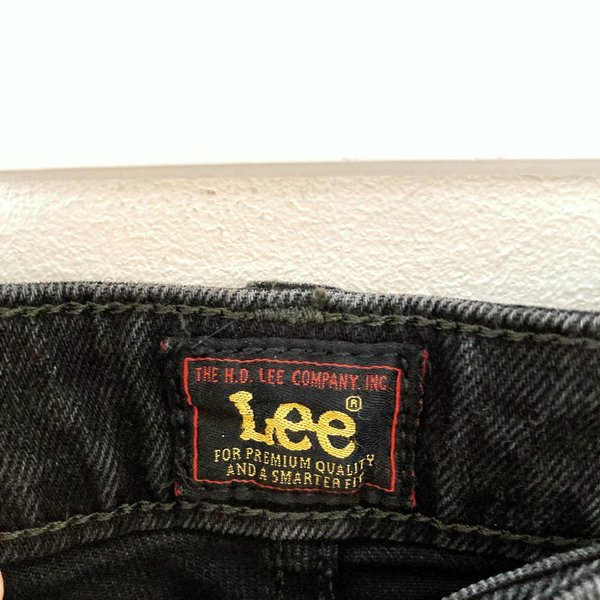 THE H.D. LEE COMPANY, INC.
Lee®
FOR PREMIUM QUALITY
AND A SMARTER FIT